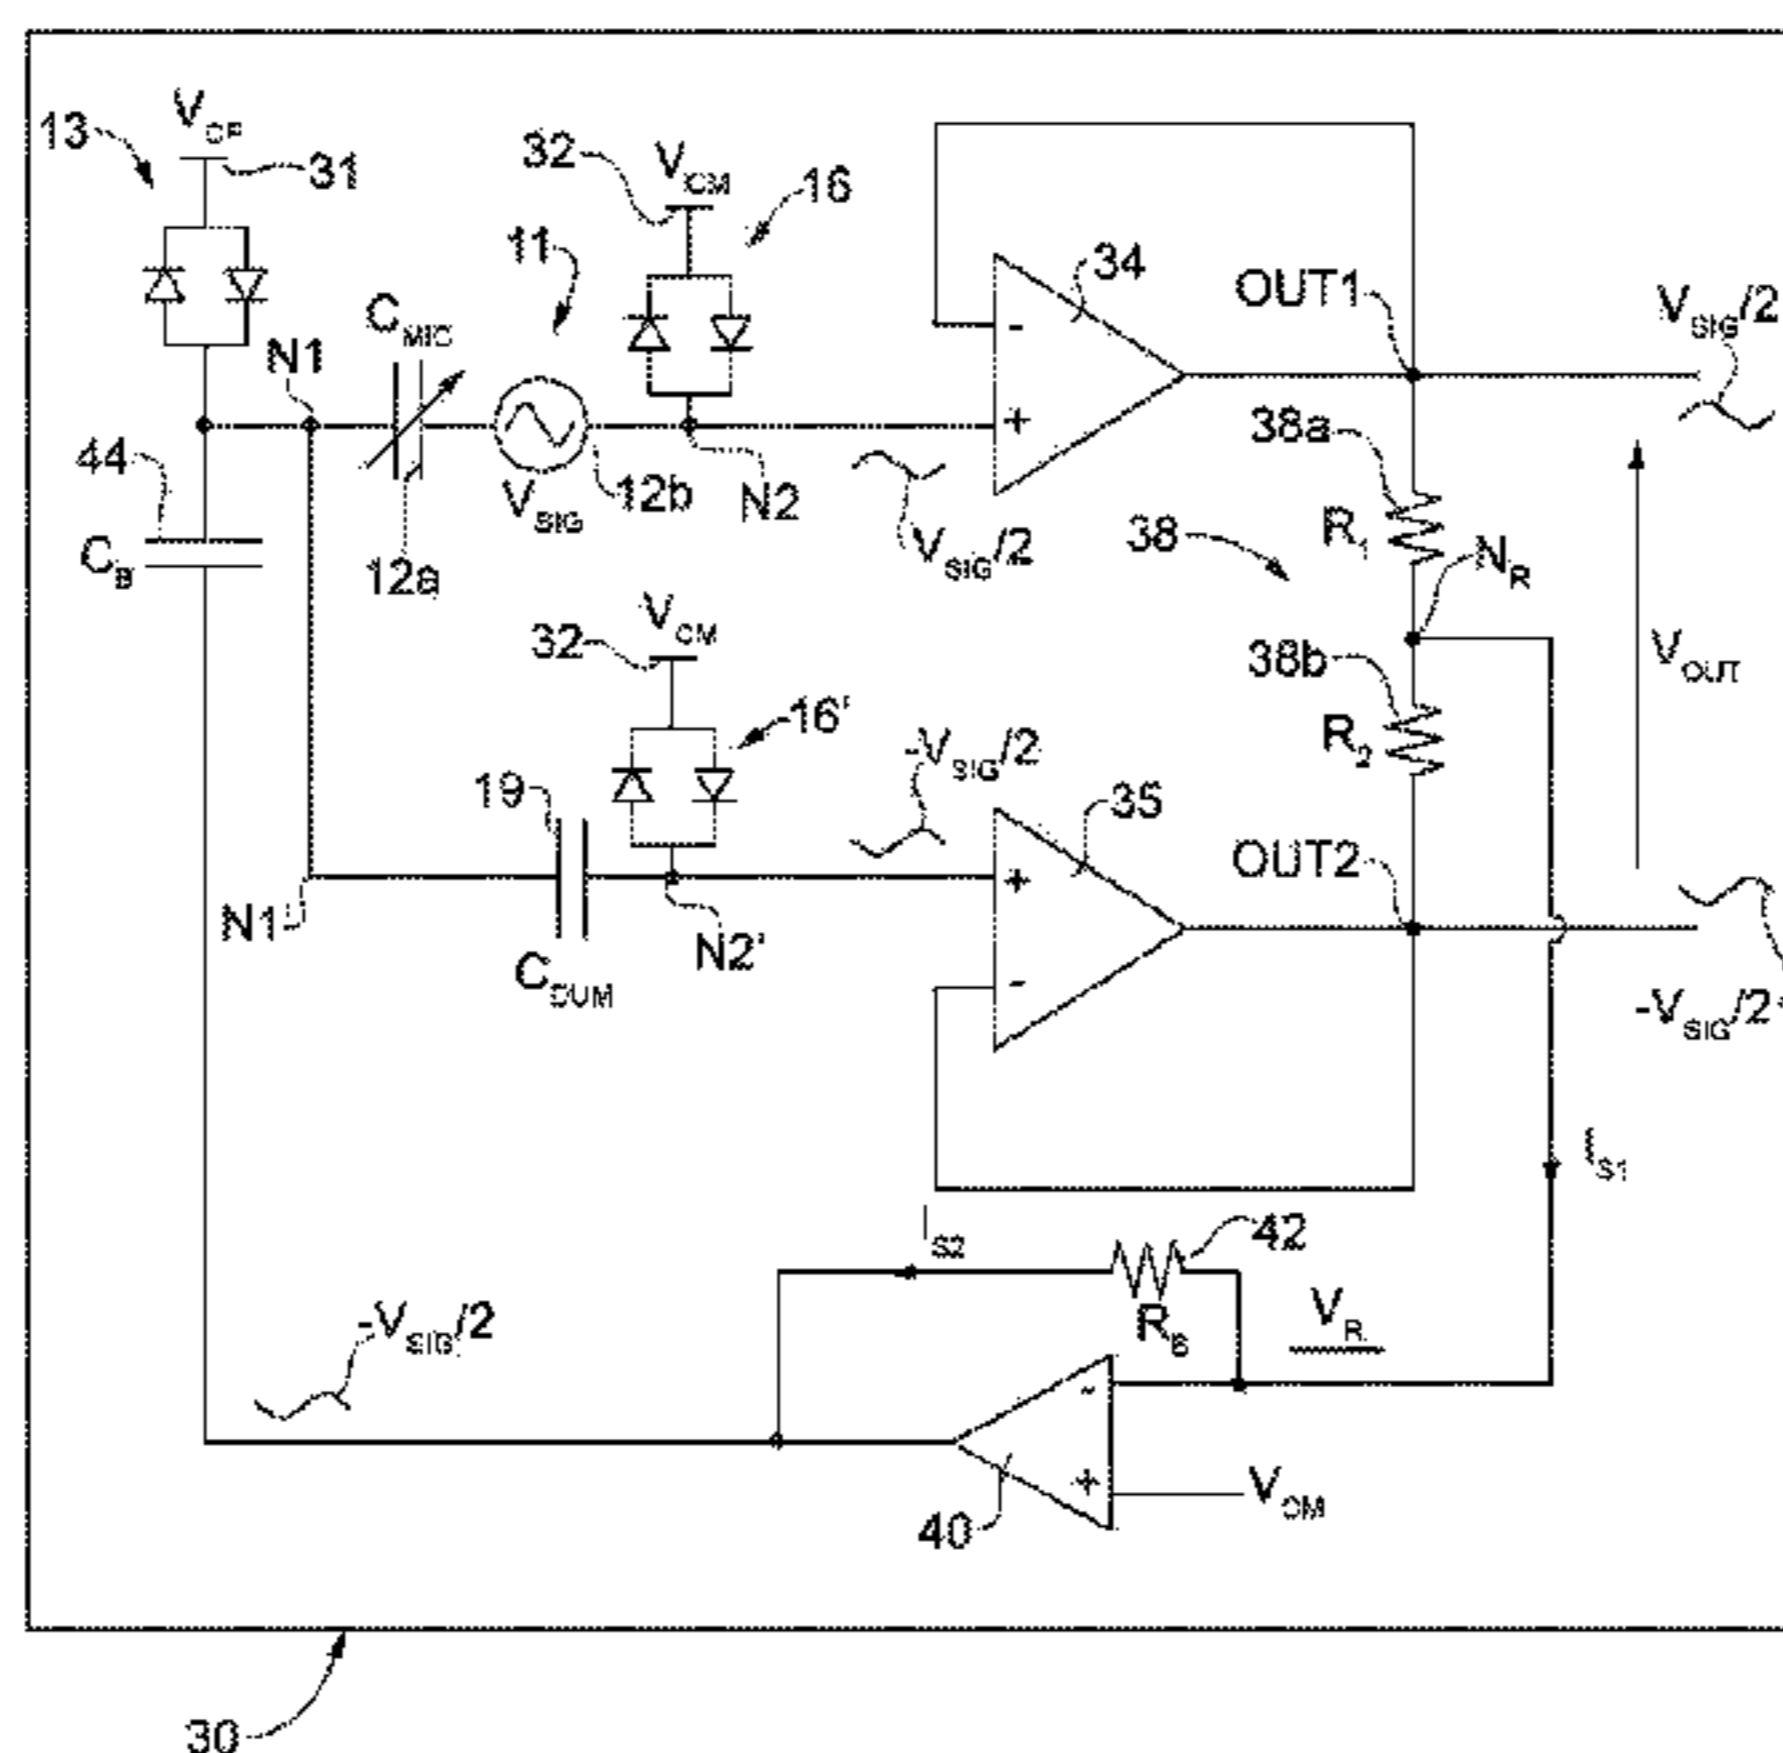 13
V_CP
31
32
V_CM
16
11
34
OUT1
V_SIG/2
C_MIC
N1
-
+
38a
44
V_SIG
12b
N2
V_SIG/2
38
R_1
N_R
C_B
12a
V_CM
32
38b
V_OUT
16'
-V_SIG/2
R_2
19
35
OUT2
+
N1
N2'
C_DUM
-
-V_SIG/2
I_S1
I_S2
42
-V_SIG/2
R_6
V_R
-
+
V_CM
40
30